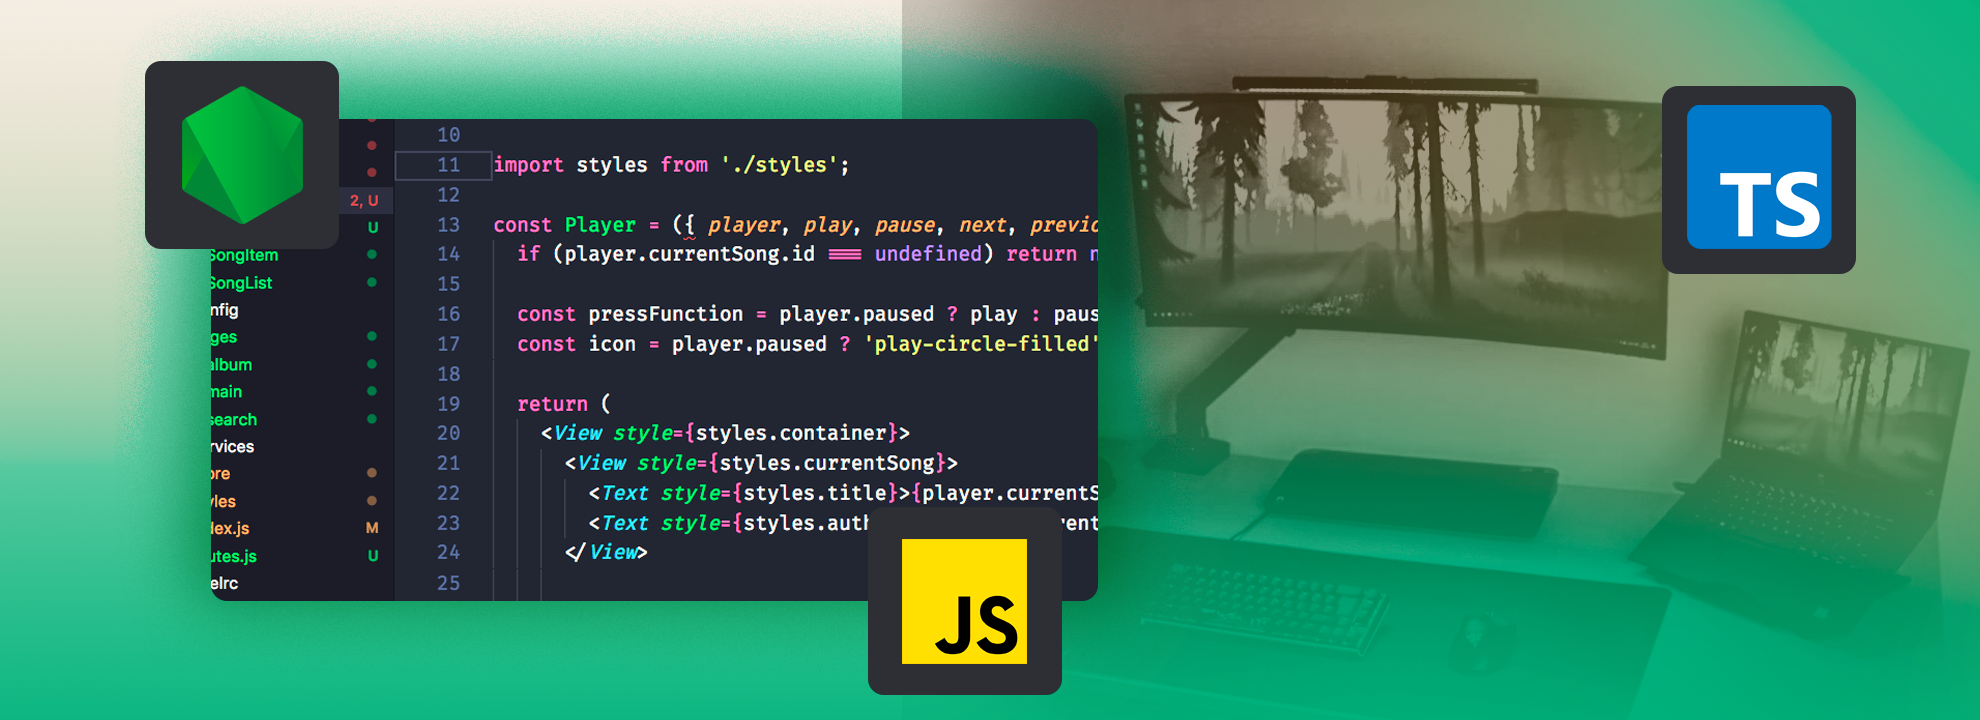 2, U
U
SongItem
SongList
nfig
ges
album
main
search
rvices
ore
yles
dex.js M
utes.js U
elrc
10
11 import styles from './styles';
12
13 const Player = ({ player, play, pause, next, previo
14 if (player.currentSong.id === undefined) return n
15
16 const pressFunction = player.paused ? play : paus
17 const icon = player.paused ? 'play-circle-filled'
18
19 return (
20 <View style={styles.container}>
21 <View style={styles.currentSong}>
22 <Text style={styles.title}>{player.currentS
23 <Text style={styles.auth rent
24 </View>
25
JS
TS